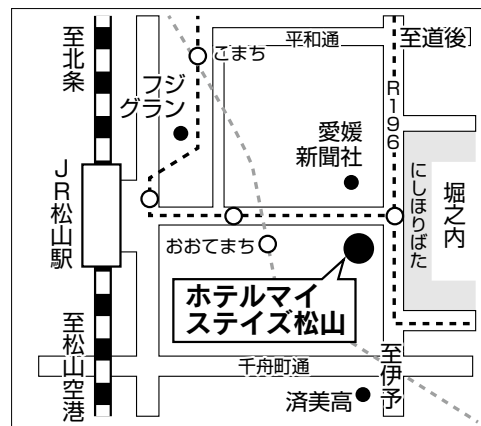 至北条
こまち
平和通
至道後
フジ
グラン
R196
愛媛
新聞社
JR松山駅
にしほりばた
堀之内
おおてまち
ホテルマイ
ステイズ松山
至松山空港
千舟町通
至伊予
済美高